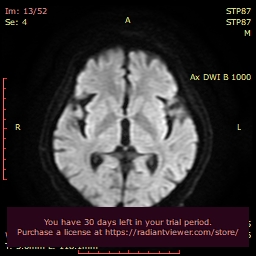 Im: 13/52
STP87
Se: 4
STP87
A
M
Ax DWI B 1000
R
L
You have 30 days left in your trial period.
Purchase a license at https://radiantviewer.com/store/